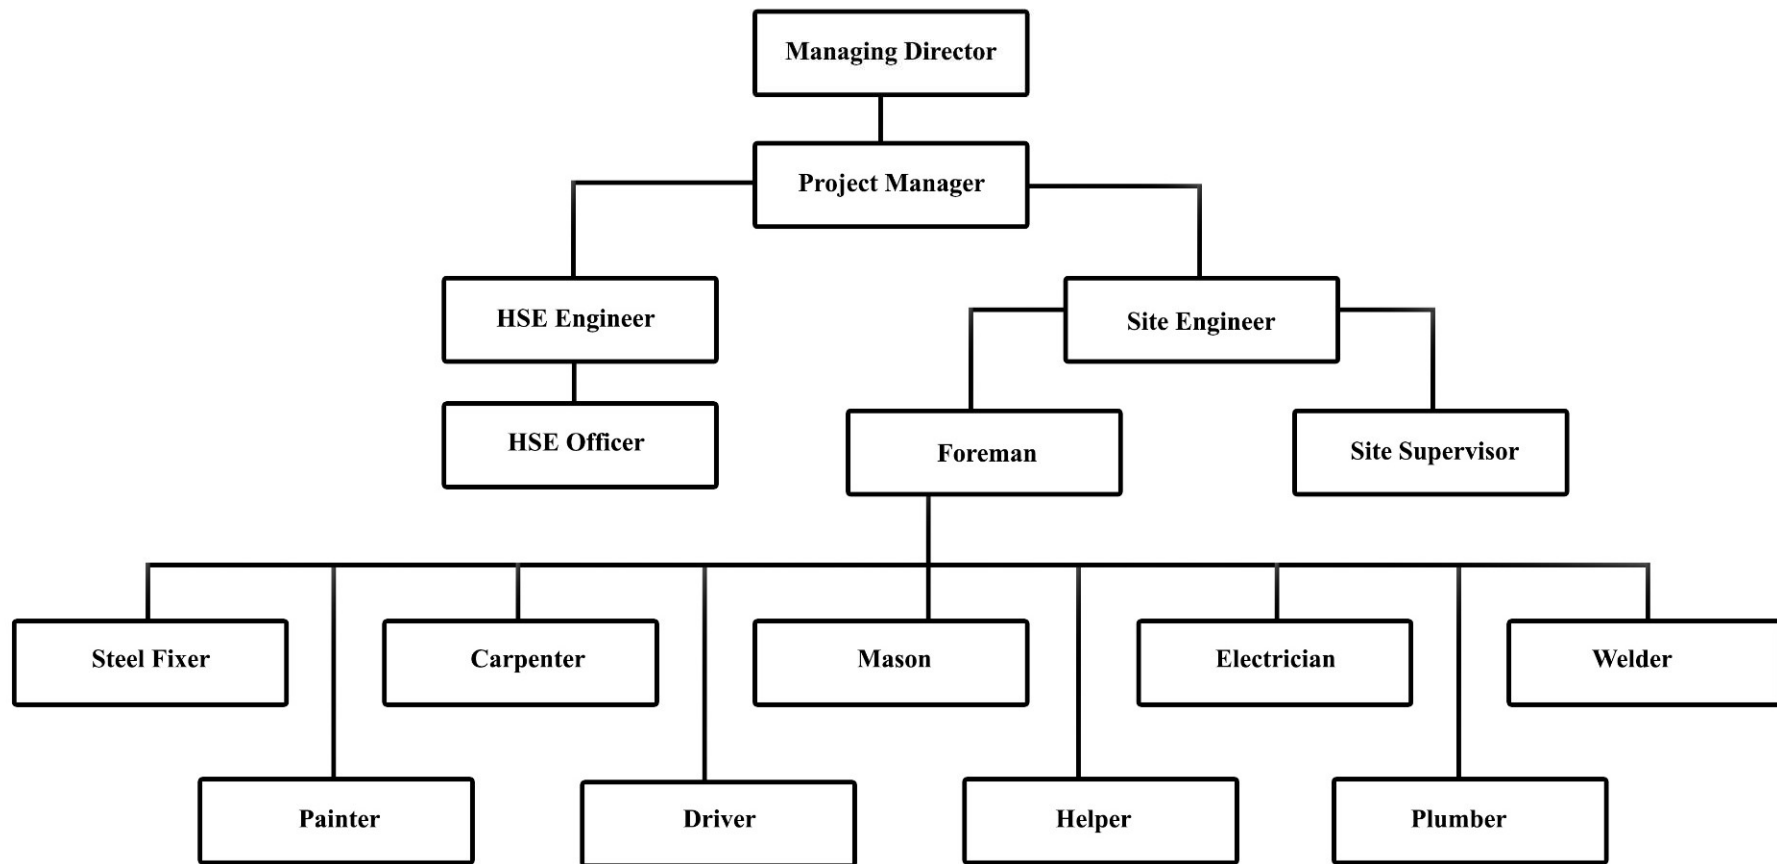 Managing Director
Project Manager
HSE Engineer
Site Engineer
HSE Officer
Foreman
Site Supervisor
Steel Fixer
Carpenter
Mason
Electrician
Welder
Painter
Driver
Helper
Plumber